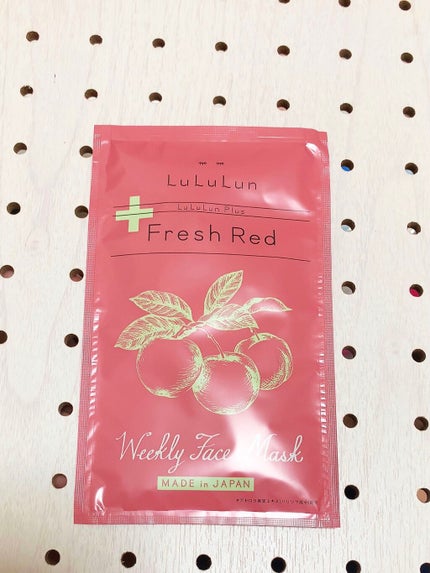 LuLuLun
LuLuLun Plus
Fresh Red
Weekly Face Mask
MADE in JAPAN